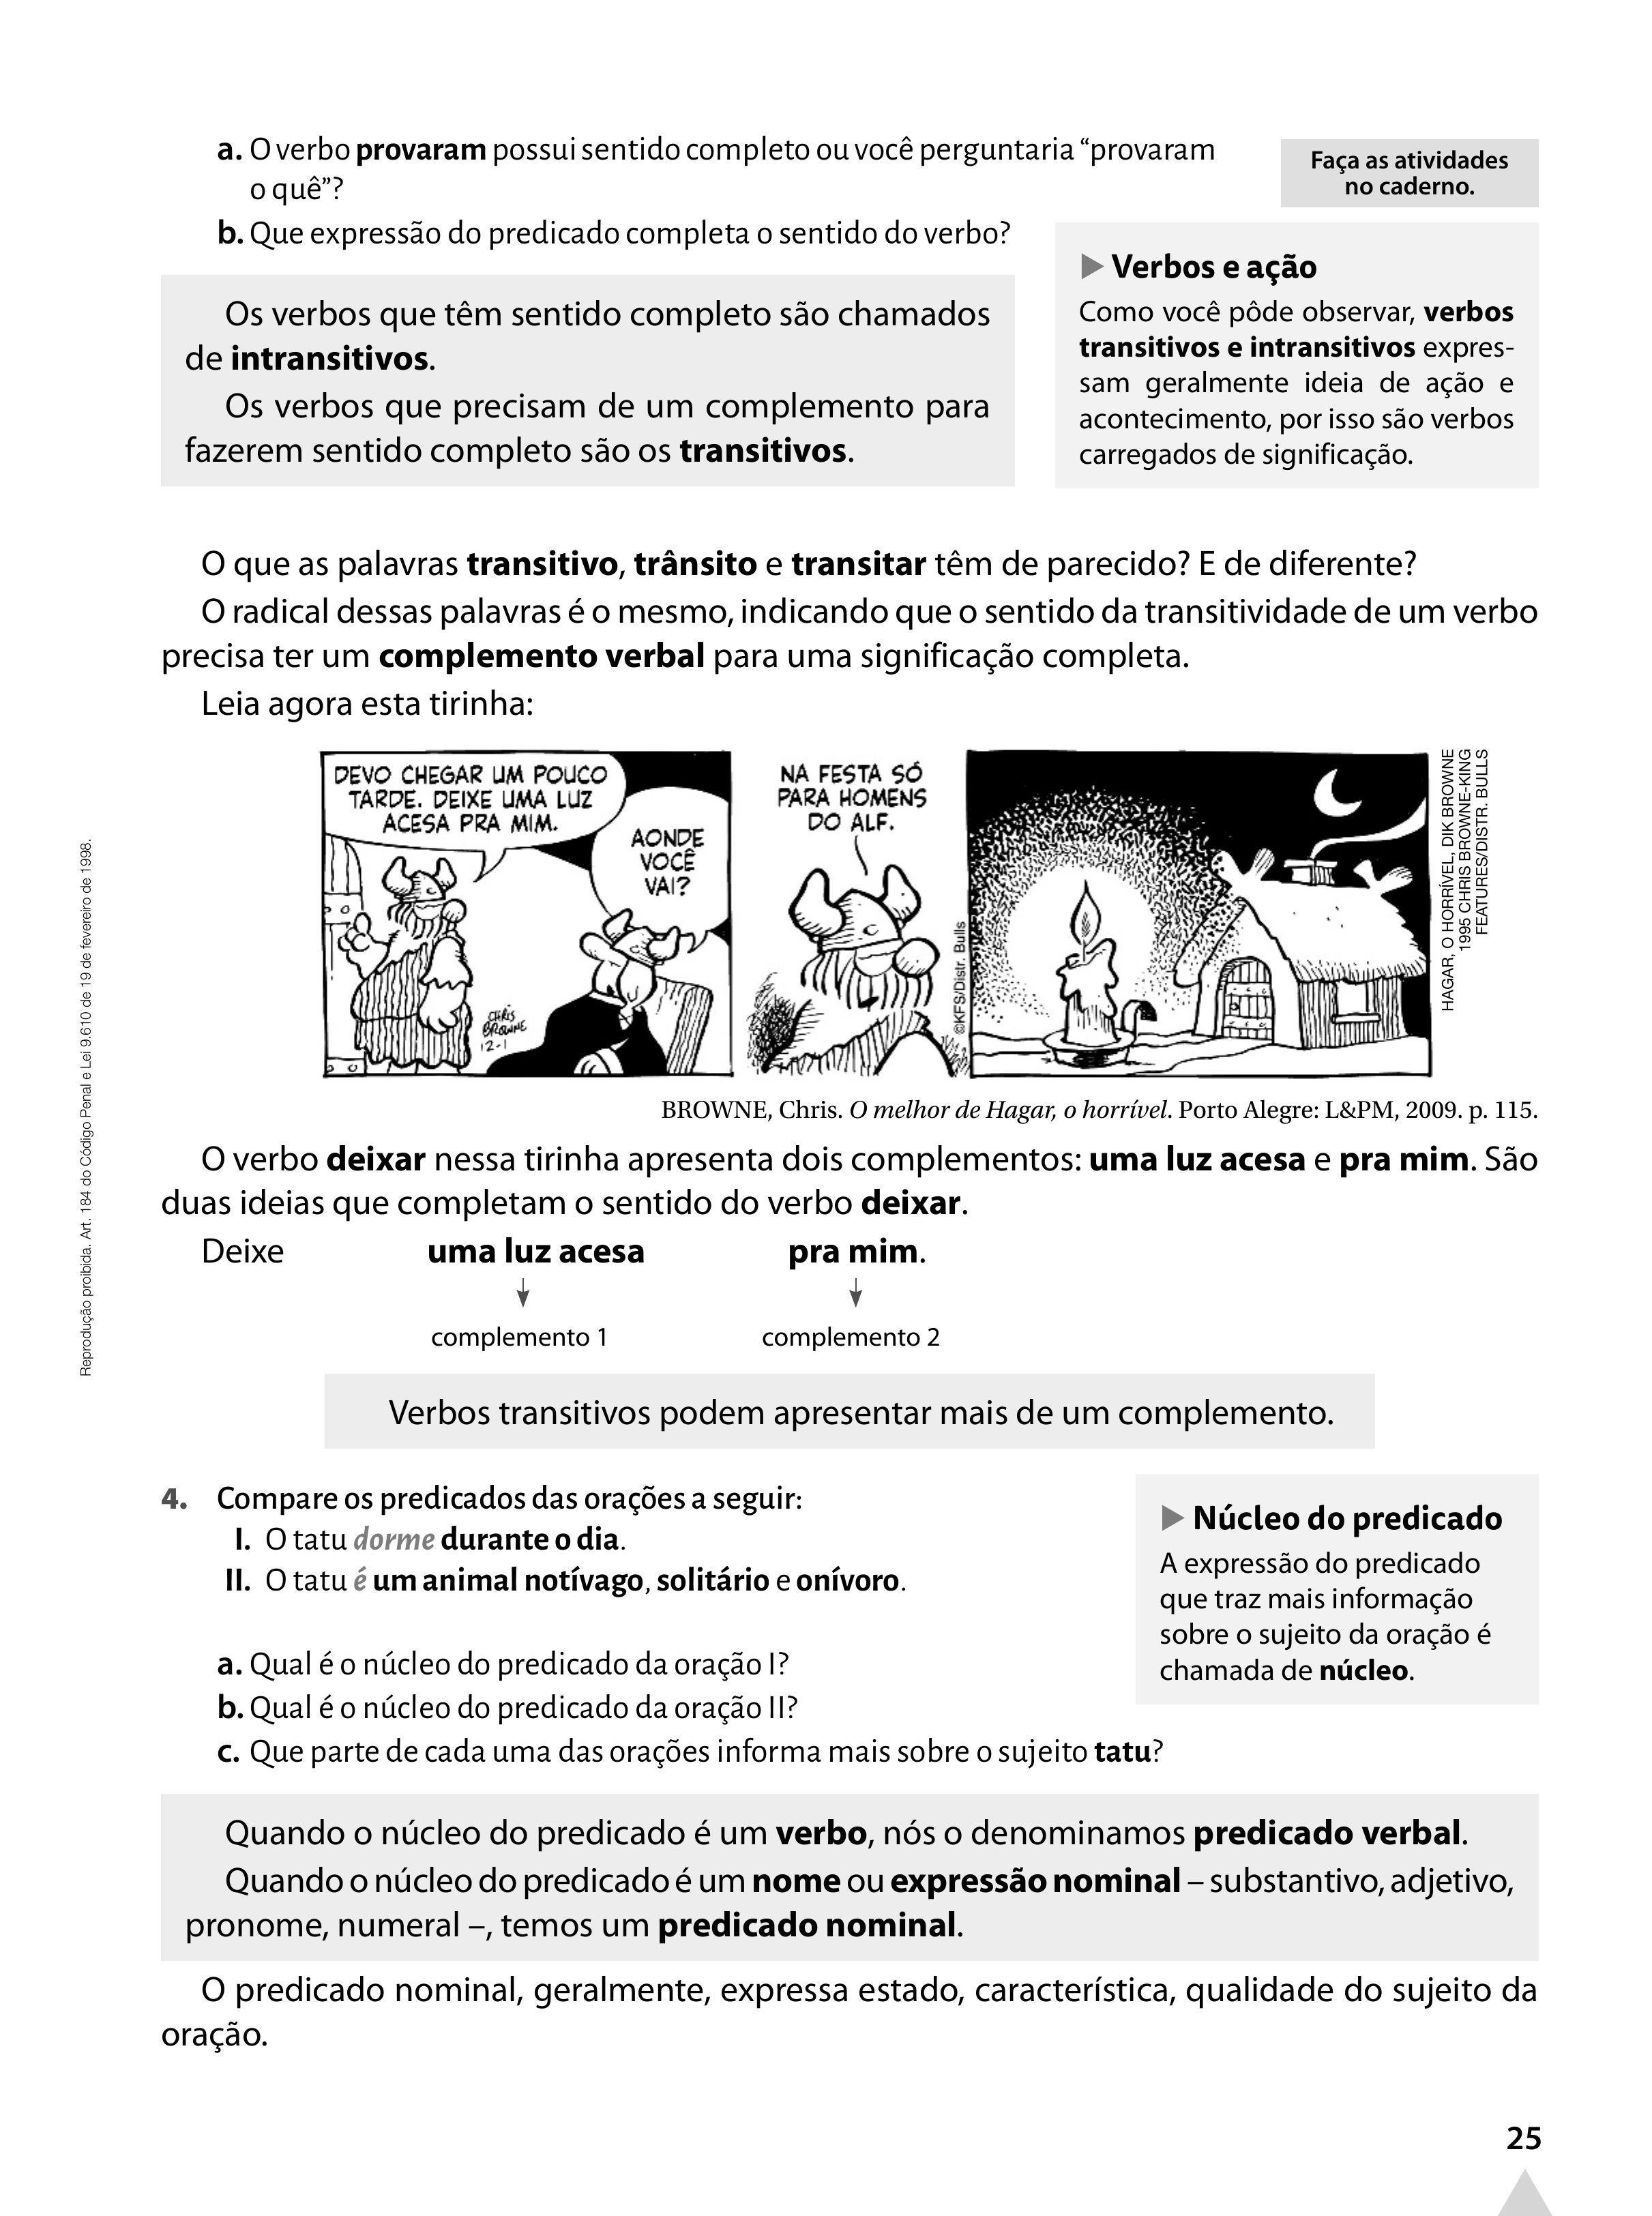 a. O verbo provaram possui sentido completo ou você perguntaria “provaram
o quê”?
b. Que expressão do predicado completa o sentido do verbo?
Faça as atividades
no caderno.
Os verbos que têm sentido completo são chamados
de intransitivos.
Os verbos que precisam de um complemento para
fazerem sentido completo são os transitivos.
Verbos e ação
Como você pôde observar, verbos
transitivos e intransitivos expres-
sam geralmente ideia de ação e
acontecimento, por isso são verbos
carregados de significação.
O que as palavras transitivo, trânsito e transitar têm de parecido? E de diferente?
O radical dessas palavras é o mesmo, indicando que o sentido da transitividade de um verbo
precisa ter um complemento verbal para uma significação completa.
Leia agora esta tirinha:
DEVO CHEGAR UM POUCO
TARDE. DEIXE UMA LUZ
ACESA PRA MIM.
AONDE
VOCÊ
VAI?
CHRIS
BROWNE
12-1
NA FESTA SÓ
PARA HOMENS
DO ALF.
©KFS/Distr. Bulls
HAGAR, O HORRÍVEL, DIK BROWNE
1995 CHRIS BROWNE-KING
FEATURES/DISTR. BULLS
BROWNE, Chris. O melhor de Hagar, o horrível. Porto Alegre: L&PM, 2009. p. 115.
O verbo deixar nessa tirinha apresenta dois complementos: uma luz acesa e pra mim. São
duas ideias que completam o sentido do verbo deixar.
Deixe uma luz acesa pra mim.
complemento 1 complemento 2
Verbos transitivos podem apresentar mais de um complemento.
4. Compare os predicados das orações a seguir:
I. O tatu dorme durante o dia.
II. O tatu é um animal notívago, solitário e onívoro.
a. Qual é o núcleo do predicado da oração I?
b. Qual é o núcleo do predicado da oração II?
c. Que parte de cada uma das orações informa mais sobre o sujeito tatu?
Núcleo do predicado
A expressão do predicado
que traz mais informação
sobre o sujeito da oração é
chamada de núcleo.
Quando o núcleo do predicado é um verbo, nós o denominamos predicado verbal.
Quando o núcleo do predicado é um nome ou expressão nominal – substantivo, adjetivo,
pronome, numeral –, temos um predicado nominal.
O predicado nominal, geralmente, expressa estado, característica, qualidade do sujeito da
oração.
Reprodução proibida. Art. 184 do Código Penal e Lei 9.610 de 19 de fevereiro de 1998.
25